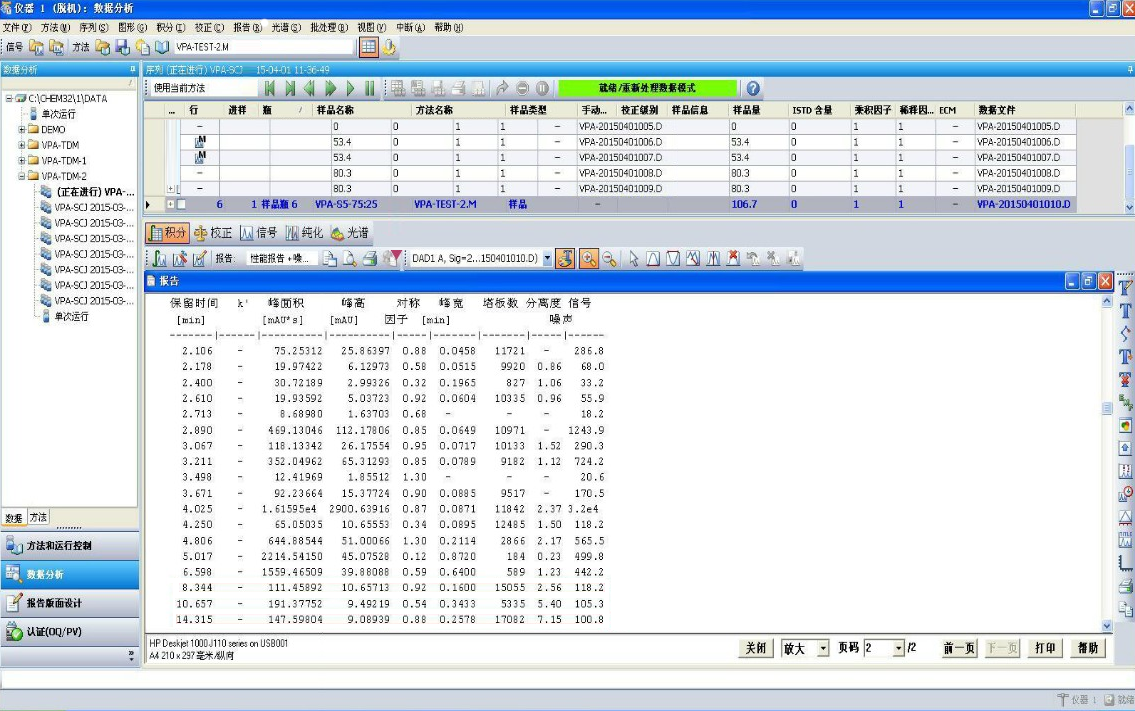 仪器 1 (脱机): 数据分析
文件(F) 方法(M) 序列(S) 图形(G) 积分(I) 校正(C) 报告(R) 光谱(S) 批处理(B) 视图(V) 中断(A) 帮助(H)
信号 方法 VPA-TEST-2.M
数据分析
序列 (正在进行) VPA-SCJ 15-04-01 11-36-49
使用当前方法 就绪/重新处理数据模式
C:\CHEM32\1\DATA
单次运行
DEMO
VPA-TDM
VPA-TDM-1
VPA-TDM-2
(正在进行) VPA-...
VPA-SCJ 2015-03-...
VPA-SCJ 2015-03-...
VPA-SCJ 2015-03-...
VPA-SCJ 2015-03-...
VPA-SCJ 2015-03-...
VPA-SCJ 2015-03-...
VPA-SCJ 2015-03-...
单次运行
... 行 进样 瓶 / 样品名称 方法名称 样品类型 手动... 校正级别 样品信息 样品量 ISTD 含量 乘积因子 稀释因... ECM 数据文件
- 0 0 1 1 - VPA-20150401005.D 0 0 1 1 - VPA-20150401005.D
M 53.4 0 1 1 - VPA-20150401006.D 53.4 0 1 1 - VPA-20150401006.D
M 53.4 0 1 1 - VPA-20150401007.D 53.4 0 1 1 - VPA-20150401007.D
- 80.3 0 1 1 - VPA-20150401008.D 80.3 0 1 1 - VPA-20150401008.D
- 80.3 0 1 1 - VPA-20150401009.D 80.3 0 1 1 - VPA-20150401009.D
6 1 样品瓶 6 VPA-S5-75:25 VPA-TEST-2.M 样品 - 106.7 0 1 1 - VPA-20150401010.D
积分 校正 信号 纯化 光谱
报告: 性能报告+噪... DAD1 A, Sig=2...150401010.D)
报告
保留时间 k' 峰面积 峰高 对称 峰宽 塔板数 分离度 信号
[min] [mAU*s] [mAU] 因子 [min] 噪声
-------|------|----------|----------|-----|-------|-------|-----|------
2.106 - 75.25312 25.86397 0.88 0.0458 11721 - 286.8
2.178 - 19.97422 6.12973 0.58 0.0515 9920 0.86 68.0
2.400 - 30.72189 2.99326 0.32 0.1965 827 1.06 33.2
2.610 - 19.93592 5.03723 0.92 0.0604 10335 0.96 55.9
2.713 - 8.68980 1.63703 0.68 - - - 18.2
2.890 - 469.13046 112.17806 0.85 0.0649 10971 - 1243.9
3.067 - 118.13342 26.17554 0.95 0.0717 10133 1.52 290.3
3.211 - 352.04962 65.31293 0.85 0.0789 9182 1.12 724.2
3.498 - 12.41969 1.85512 1.30 - - - 20.6
3.671 - 92.23664 15.37724 0.90 0.0885 9517 - 170.5
4.025 - 1.61595e4 2900.63916 0.87 0.0871 11842 2.37 3.2e4
4.250 - 65.05035 10.65553 0.34 0.0895 12485 1.50 118.2
4.806 - 644.88544 51.00066 1.30 0.2114 2866 2.17 565.5
5.017 - 2214.54150 45.07528 0.12 0.8720 184 0.23 499.8
6.598 - 1559.46509 39.88088 0.59 0.6400 589 1.23 442.2
8.344 - 111.45892 10.65713 0.92 0.1600 15055 2.56 118.2
10.657 - 191.37752 9.49219 0.54 0.3433 5335 5.40 105.3
14.315 - 147.59804 9.08939 0.88 0.2578 17082 7.15 100.8
数据 方法
方法和运行控制
数据分析
报告版面设计
认证(OQ/PV)
HP Deskjet 1000 J110 series on USB001
A4 210 x 297 毫米/纵向
关闭 放大 页码 2 /2 前一页 下一页 打印 帮助
仪器 1 就绪